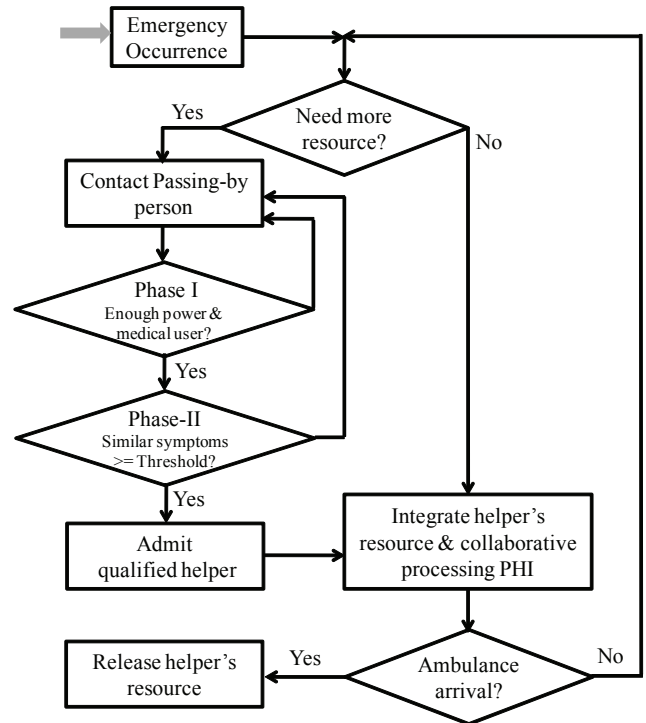 Emergency
Occurrence
Need more
resource?
Yes
No
Contact Passing-by
person
Phase I
Enough power &
medical user?
Yes
Phase-II
Similar symptoms
>= Threshold?
Yes
Admit
qualified helper
Integrate helper's
resource & collaborative
processing PHI
Ambulance
arrival?
Yes
No
Release helper's
resource